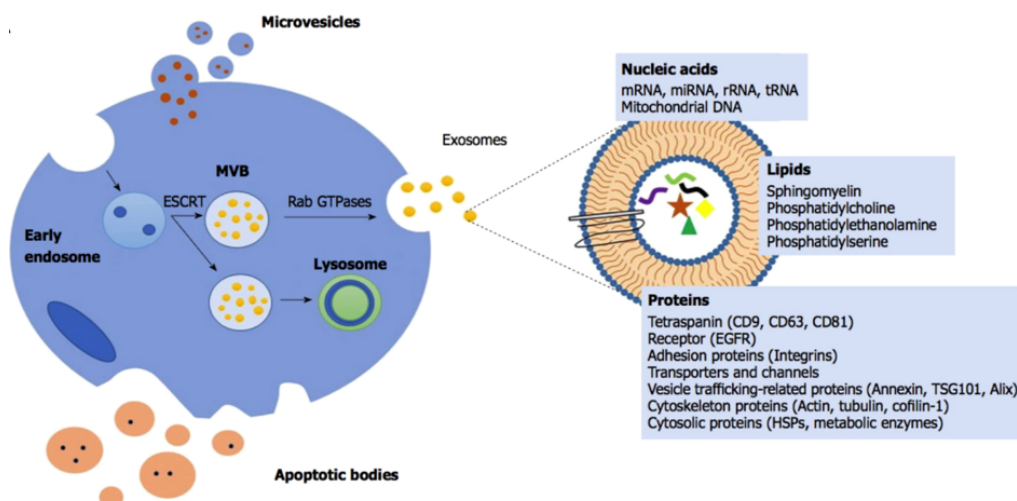 Microvesicles
Nucleic acids
mRNA, miRNA, rRNA, tRNA
Mitochondrial DNA
Exosomes
MVB
ESCRT
Rab GTPases
Lipids
Sphingomyelin
Phosphatidylcholine
Phosphatidylethanolamine
Phosphatidylserine
Early
endosome
Lysosome
Proteins
Tetraspanin (CD9, CD63, CD81)
Receptor (EGFR)
Adhesion proteins (Integrins)
Transporters and channels
Vesicle trafficking-related proteins (Annexin, TSG101, Alix)
Cytoskeleton proteins (Actin, tubulin, cofilin-1)
Cytosolic proteins (HSPs, metabolic enzymes)
Apoptotic bodies